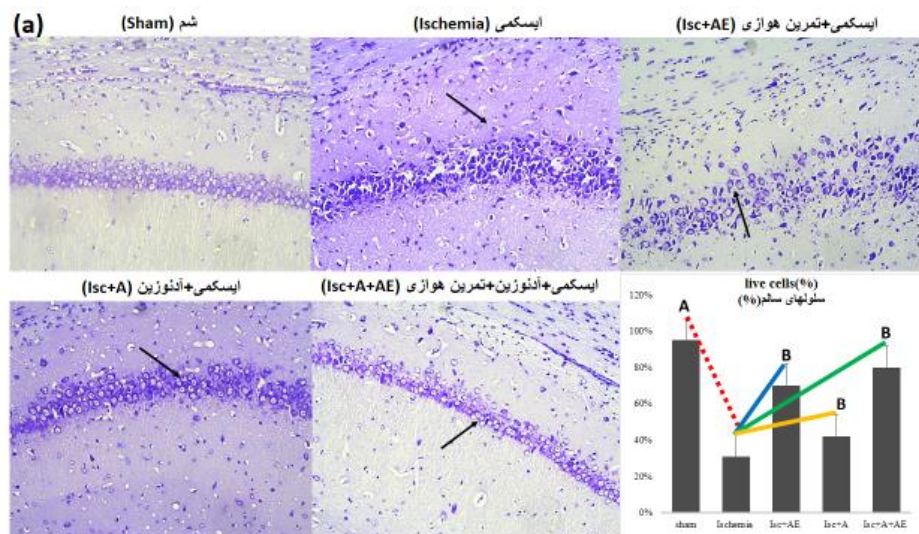 (a)
شم (Sham)
ایسکمی (Ischemia)
ایسکمی+تمرین هوازی (Isc+AE)
ایسکمی+آدنوزین (Isc+A)
ایسکمی+آدنوزین+تمرین هوازی (Isc+A+AE)
live cells(%)
سلولهای سالم(%)
120%
100%
80%
60%
40%
20%
0%
A
B
B
B
sham
Ischemia
Isc+AE
Isc+A
Isc+A+AE